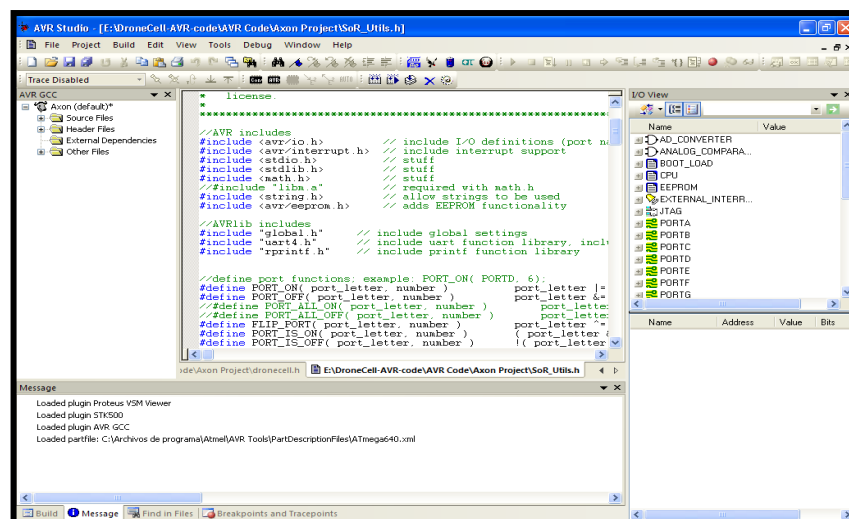 AVR Studio - [E:\DroneCell-AVR-code\AVR Code\Axon Project\SoR_Utils.h]
File Project Build Edit View Tools Debug Window Help
Trace Disabled
AVR GCC
Axon (default)*
Source Files
Header Files
External Dependencies
Other Files
* license.
*
//AVR includes
#include <avr/io.h> // include I/O definitions (port na
#include <avr/interrupt.h> // include interrupt support
#include <stdio.h> // stuff
#include <stdlib.h> // stuff
#include <math.h> // stuff
//#include "libm.a" // required with math.h
#include <string.h> // allow strings to be used
#include <avr/eeprom.h> // adds EEPROM functionality
//AVRlib includes
#include "global.h" // include global settings
#include "uart4.h" // include uart function library, inclu
#include "rprintf.h" // include printf function library
//define port functions; example: PORT_ON( PORTD, 6);
#define PORT_ON( port_letter, number ) port_letter |=
#define PORT_OFF( port_letter, number ) port_letter &=
//#define PORT_ALL_ON( port_letter, number ) port_letter
//#define PORT_ALL_OFF( port_letter, number ) port_letter
#define FLIP_PORT( port_letter, number ) port_letter ^=
#define PORT_IS_ON( port_letter, number ) ( port_letter &
#define PORT_IS_OFF( port_letter, number ) !( port_letter
ode\Axon Project\dronecell.h E:\DroneCell-AVR-code\AVR Code\Axon Project\SoR_Utils.h
I/O View
Name Value
AD_CONVERTER
ANALOG_COMPARA...
BOOT_LOAD
CPU
EEPROM
EXTERNAL_INTERR...
JTAG
PORTA
PORTB
PORTC
PORTD
PORTE
PORTF
PORTG
Name Address Value Bits
Message
Loaded plugin Proteus VSM Viewer
Loaded plugin STK500
Loaded plugin AVR GCC
Loaded partfile: C:\Archivos de programa\Atmel\AVR Tools\PartDescriptionFiles\ATmega640.xml
Build Message Find in Files Breakpoints and Tracepoints